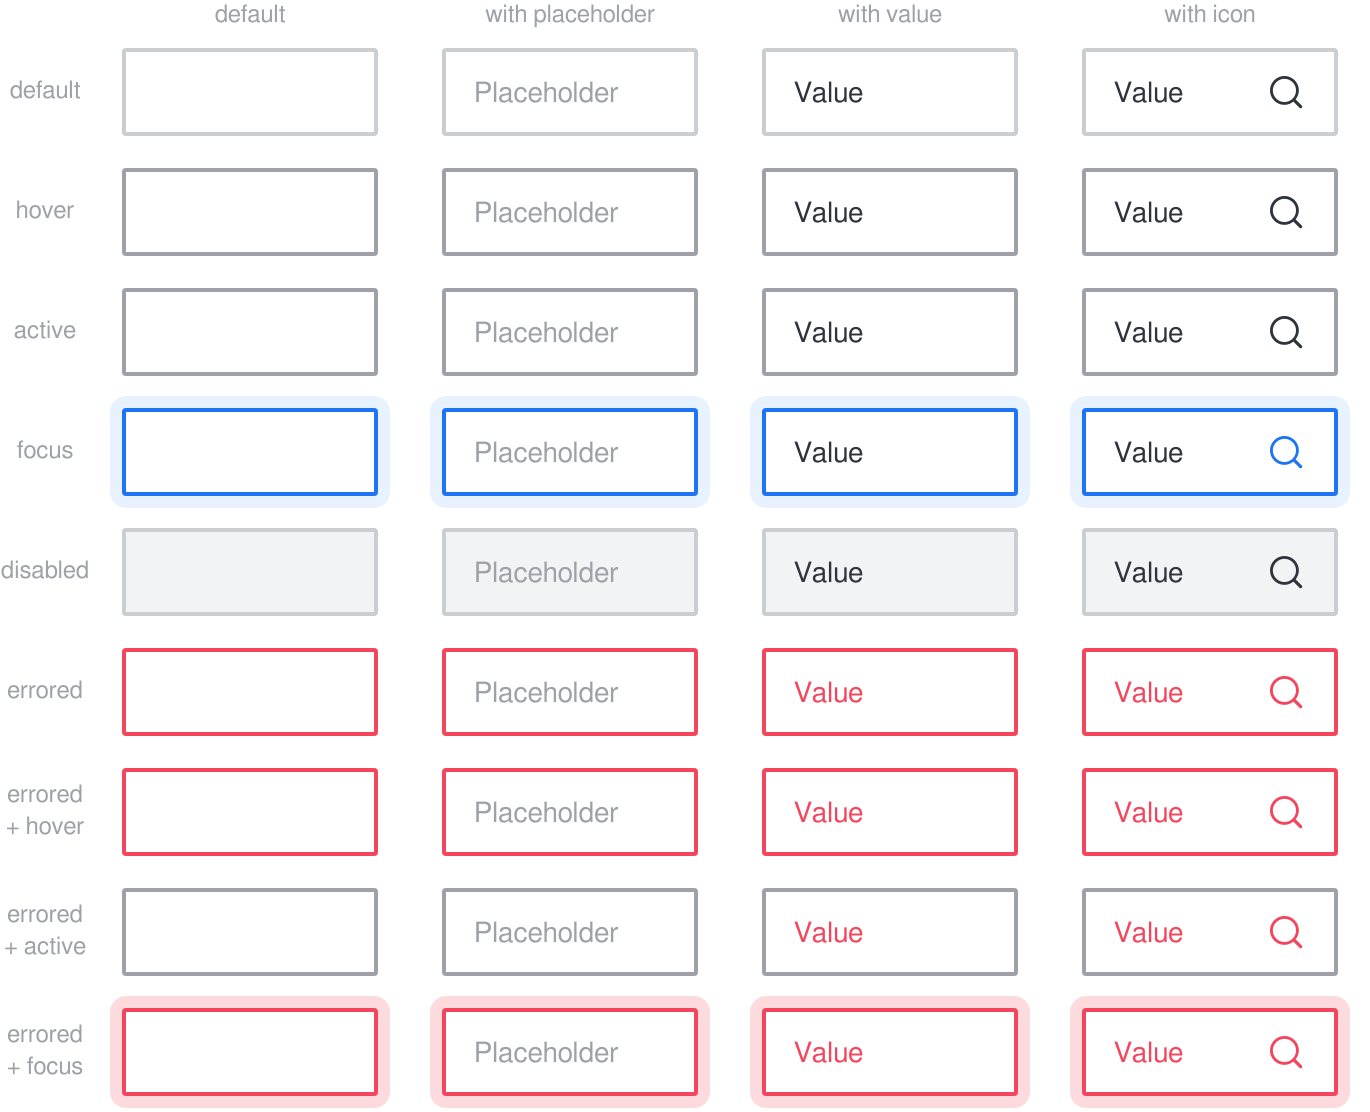 default with placeholder with value with icon
default Placeholder Value Value
hover Placeholder Value Value
active Placeholder Value Value
focus Placeholder Value Value
disabled Placeholder Value Value
errored Placeholder Value Value
errored
+ hover Placeholder Value Value
errored
+ active Placeholder Value Value
errored
+ focus Placeholder Value Value